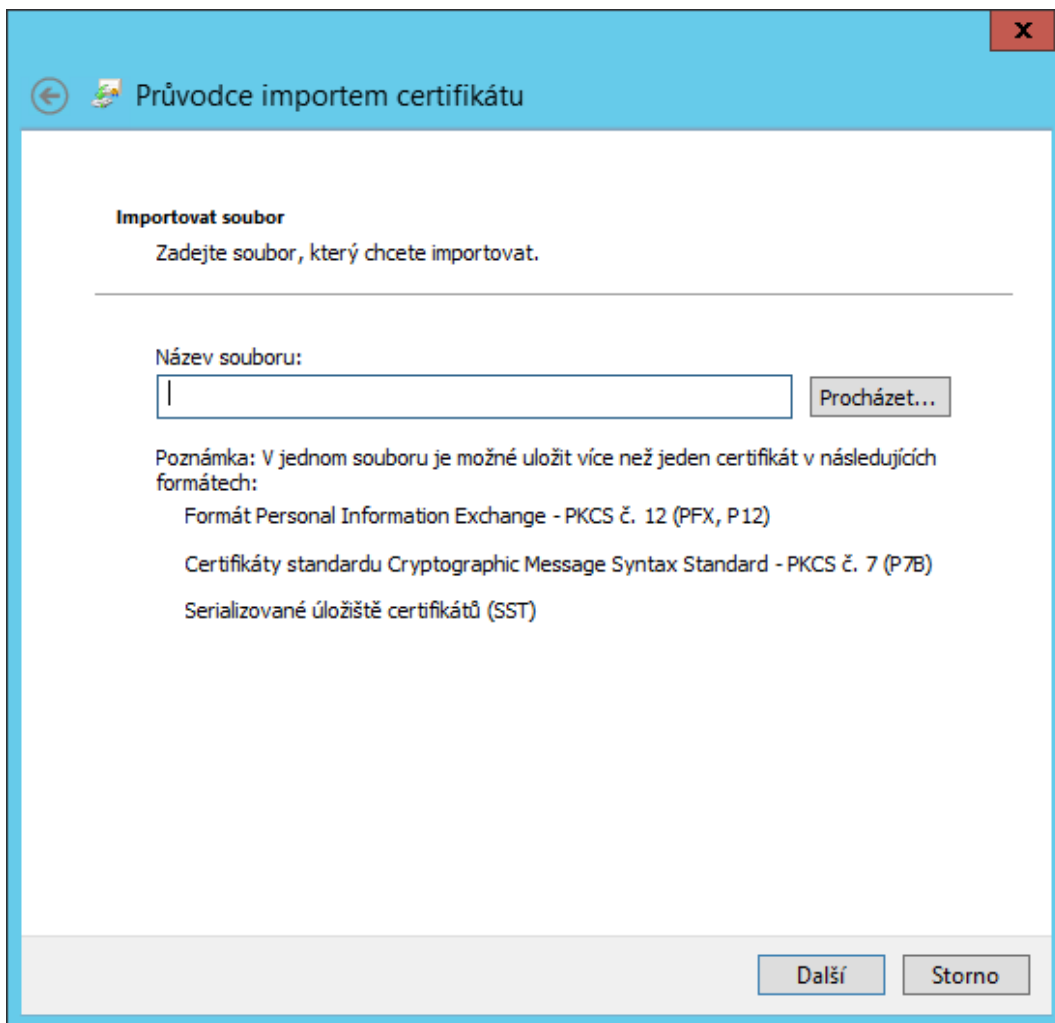 x
Průvodce importem certifikátu
Importovat soubor
Zadejte soubor, který chcete importovat.
Název souboru:
Procházet...
Poznámka: V jednom souboru je možné uložit více než jeden certifikát v následujících
formátech:
Formát Personal Information Exchange - PKCS č. 12 (PFX, P12)
Certifikáty standardu Cryptographic Message Syntax Standard - PKCS č. 7 (P7B)
Serializované úložiště certifikátů (SST)
Další Storno